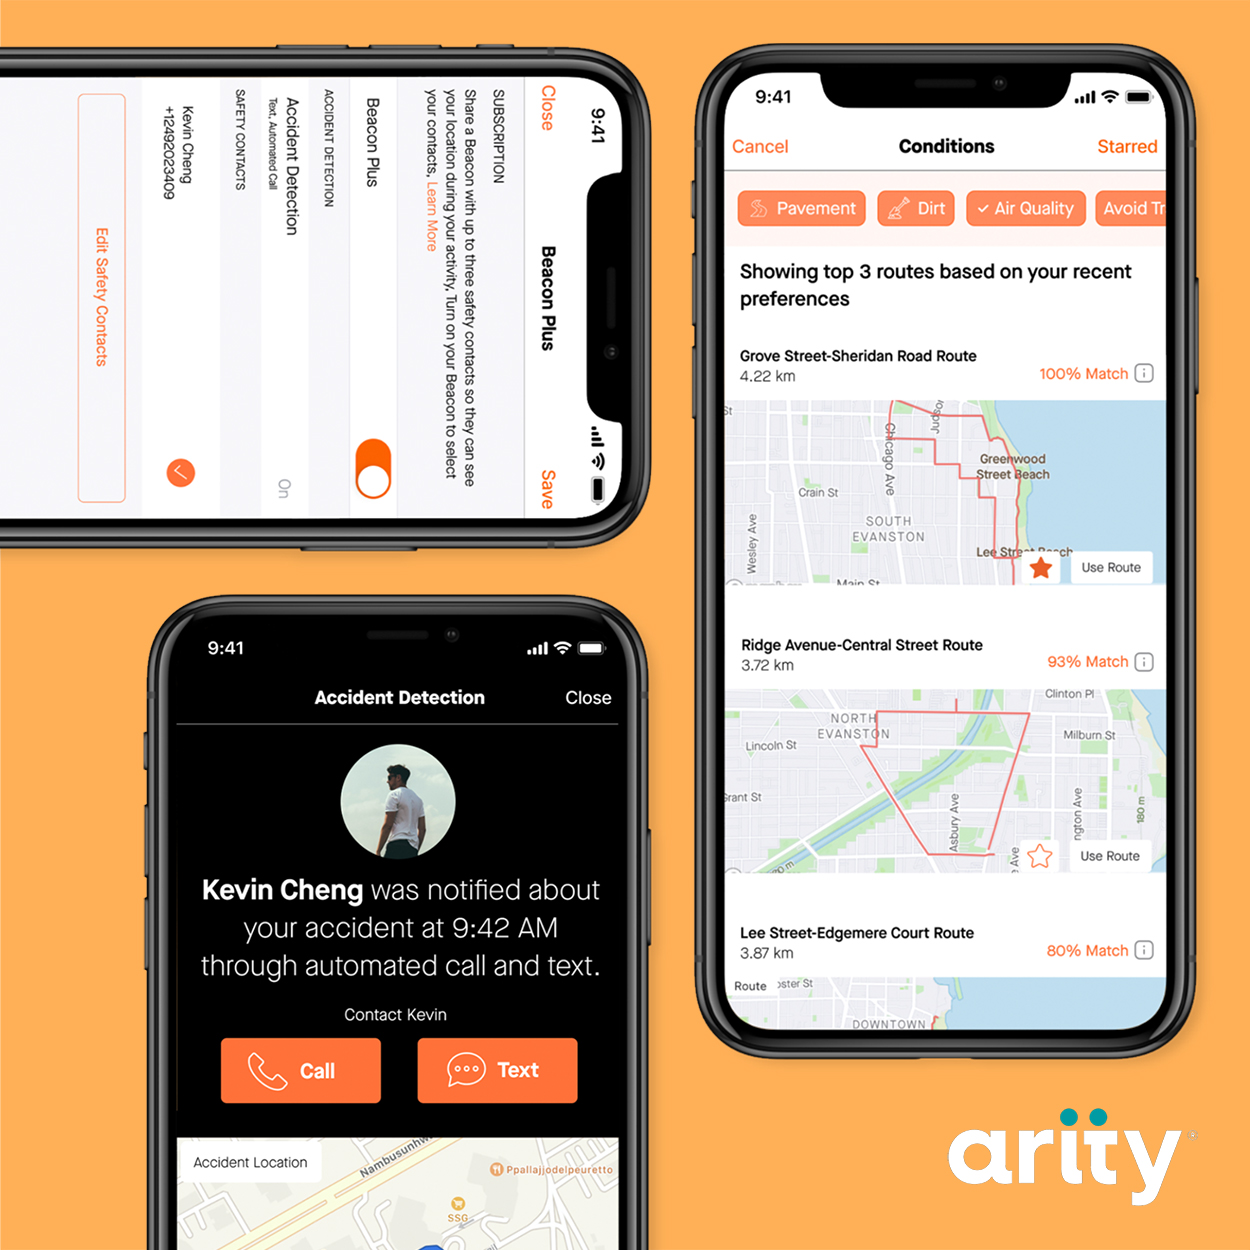 9:41
Close
Beacon Plus
Save
SUBSCRIPTION
Share a Beacon with up to three safety contacts so they can see
your location during your activity. Turn on your Beacon to select
your contacts, Learn More
Beacon Plus
ACCIDENT DETECTION
Accident Detection
On
Text, Automated Call
SAFETY CONTACTS
Kevin Cheng
+12492023409
Edit Safety Contacts
9:41
Cancel
Conditions
Starred
Pavement
Dirt
Air Quality
Avoid Tr
Showing top 3 routes based on your recent
preferences
Grove Street-Sheridan Road Route
4.22 km
100% Match
St
Chicago Ave
Judson
Greenwood
Street Beach
Crain St
SOUTH
EVANSTON
Wesley Ave
Lee Street Beach
Main St
Use Route
Ridge Avenue-Central Street Route
3.72 km
93% Match
Clinton Pl
NORTH
EVANSTON
Milburn St
Lincoln St
Grant St
Asbury Ave
ngton Ave
180 m
e Ave
Use Route
Lee Street-Edgemere Court Route
3.87 km
80% Match
Route
oster St
DOWNTOWN
9:41
Accident Detection
Close
Kevin Cheng was notified about
your accident at 9:42 AM
through automated call and text.
Contact Kevin
Call
Text
Accident Location
Nambusunhw
Ppallajjodelpeuretto
SSG
arity